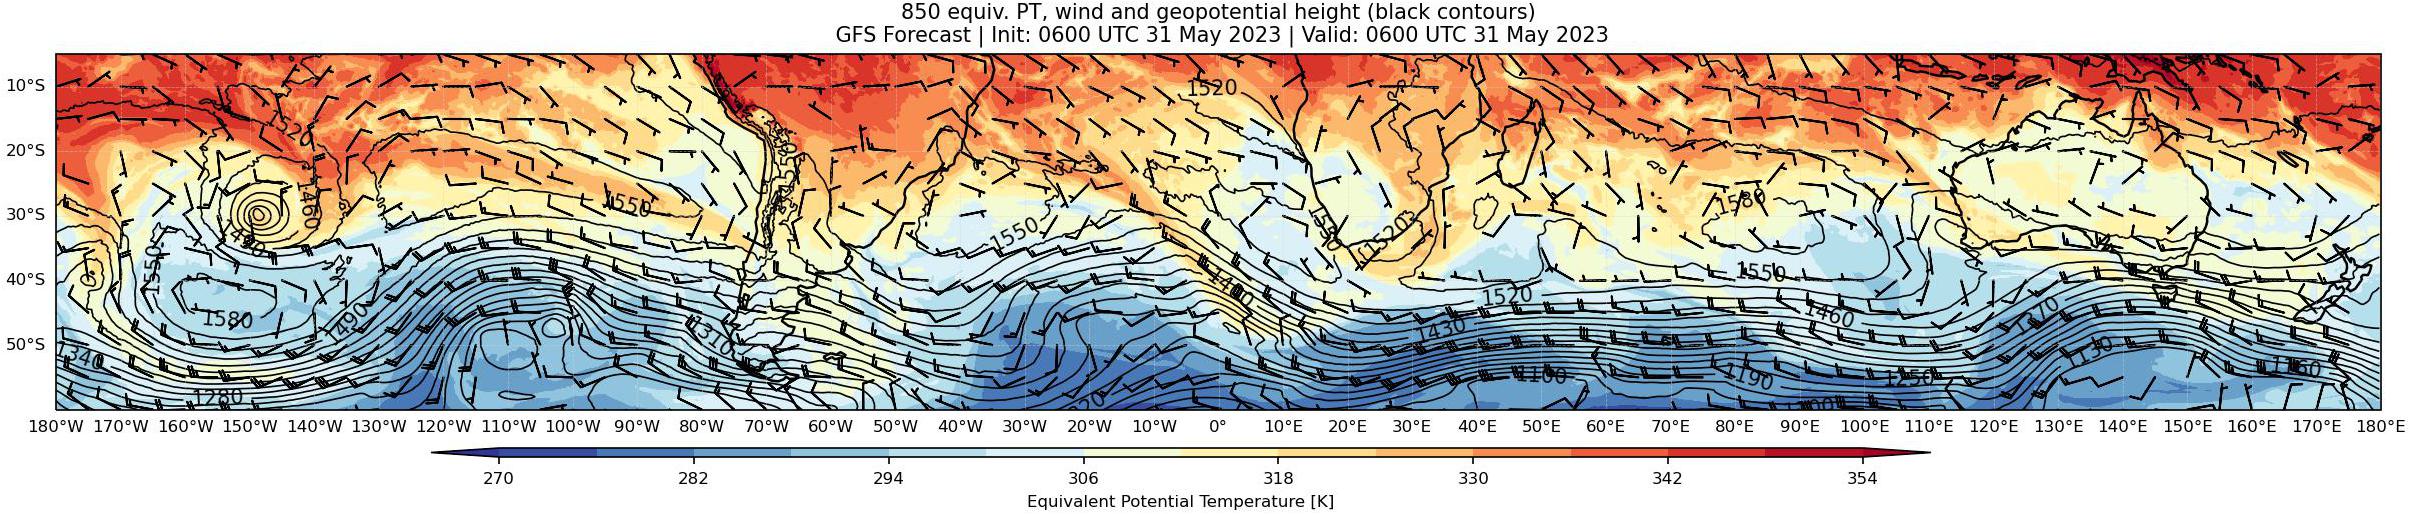 850 equiv. PT, wind and geopotential height (black contours)
GFS Forecast | Init: 0600 UTC 31 May 2023 | Valid: 0600 UTC 31 May 2023
10°S
20°S
30°S
40°S
50°S
1520
1520
1460
1550
1550
1550
1580
1490
1340
1280
1310
1550
1400
1520
1580
1550
1520
1430
1460
1100
1190
1250
1370
1130
1160
180°W 170°W 160°W 150°W 140°W 130°W 120°W 110°W 100°W 90°W 80°W 70°W 60°W 50°W 40°W 30°W 20°W 10°W 0° 10°E 20°E 30°E 40°E 50°E 60°E 70°E 80°E 90°E 100°E 110°E 120°E 130°E 140°E 150°E 160°E 170°E 180°E
270 282 294 306 318 330 342 354
Equivalent Potential Temperature [K]